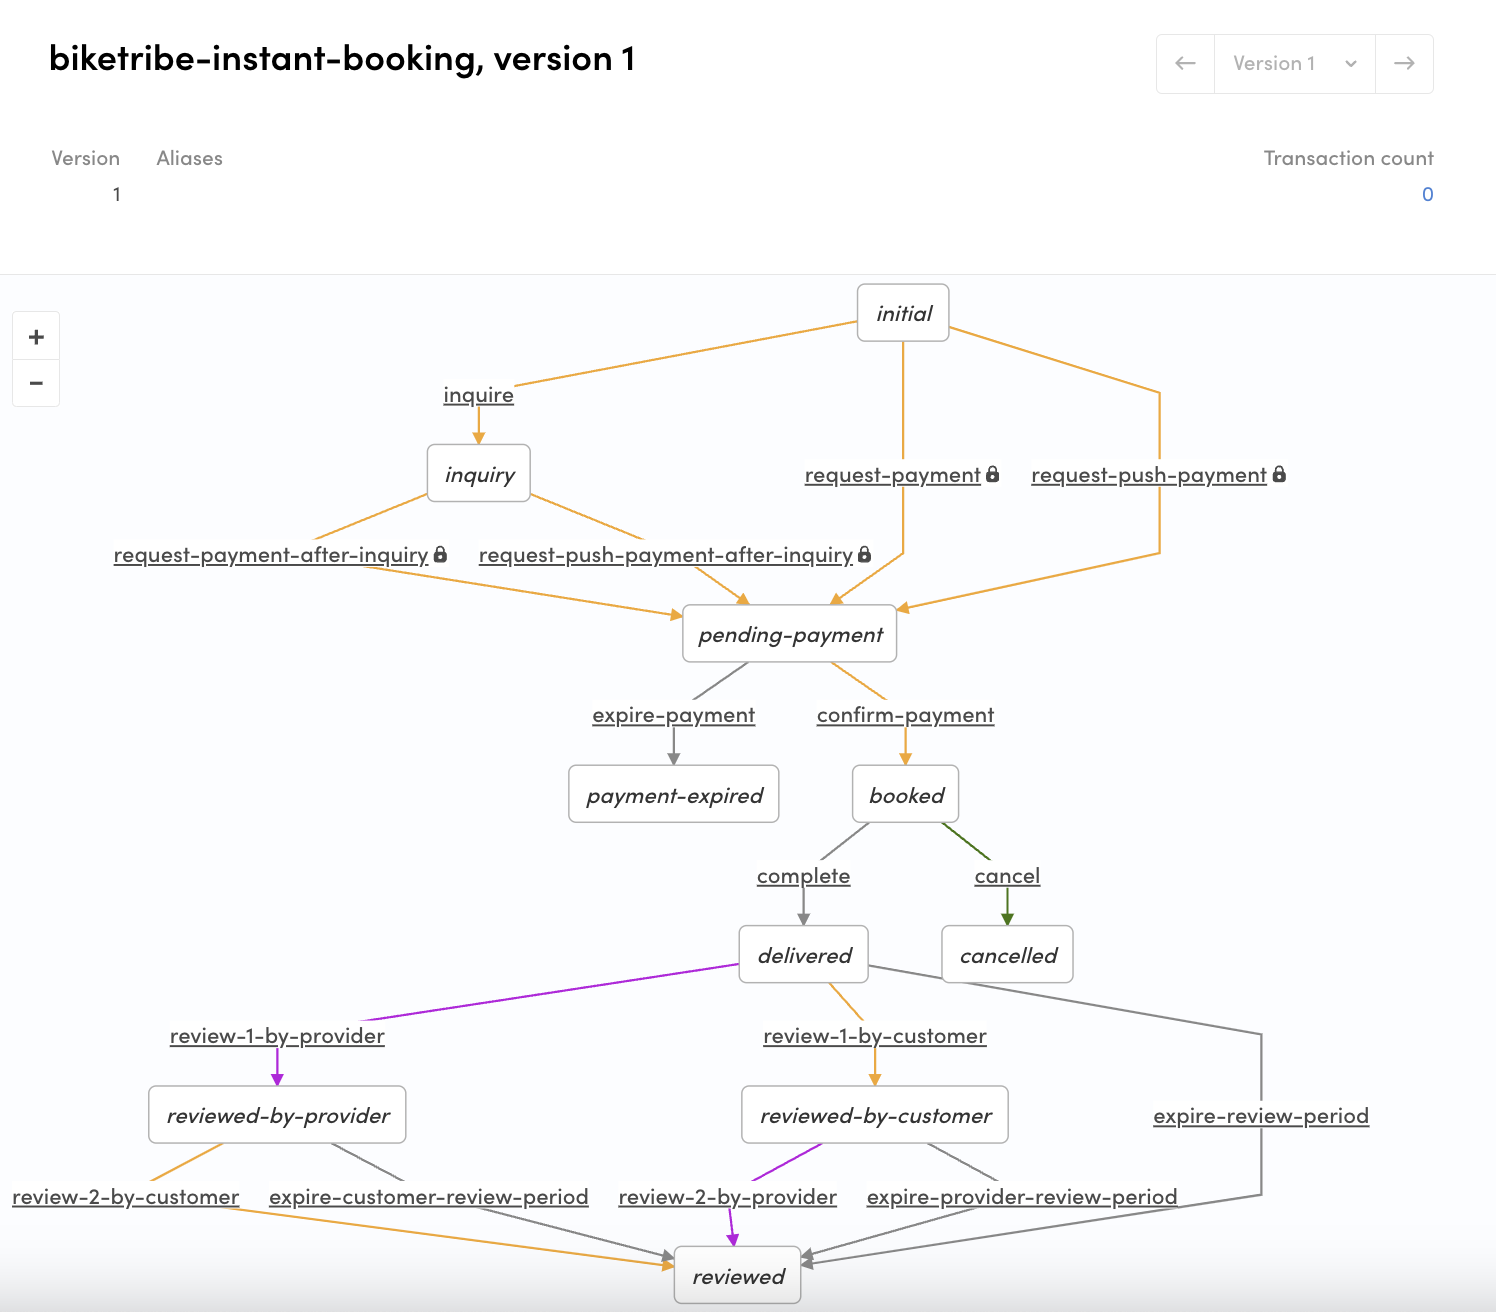 biketribe-instant-booking, version 1
Version 1
Version Aliases Transaction count
1 0
initial
+
−
inquire
inquiry
request-payment
request-push-payment
request-payment-after-inquiry
request-push-payment-after-inquiry
pending-payment
expire-payment
confirm-payment
payment-expired
booked
complete
cancel
delivered
cancelled
review-1-by-provider
review-1-by-customer
reviewed-by-provider
reviewed-by-customer
expire-review-period
review-2-by-customer
expire-customer-review-period
review-2-by-provider
expire-provider-review-period
reviewed